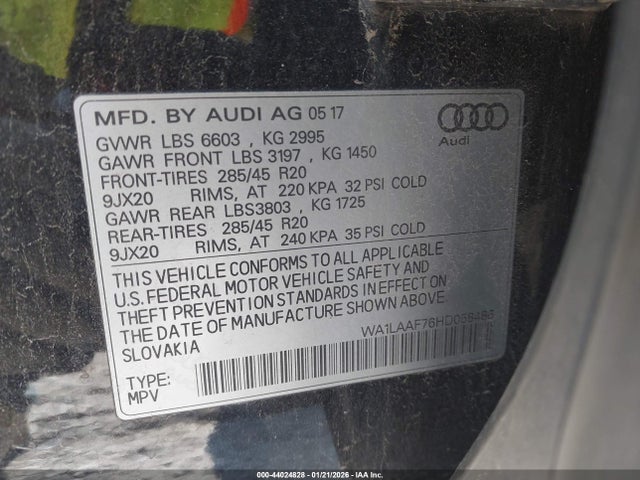 MFD. BY AUDI AG 05 17
Audi
GVWR LBS 6603 , KG 2995
GAWR FRONT LBS 3197 , KG 1450
FRONT-TIRES 285/45 R20
9JX20 RIMS, AT 220 KPA 32 PSI COLD
GAWR REAR LBS3803 , KG 1725
REAR-TIRES 285/45 R20
9JX20 RIMS, AT 240 KPA 35 PSI COLD
THIS VEHICLE CONFORMS TO ALL APPLICABLE
U.S. FEDERAL MOTOR VEHICLE SAFETY AND
THEFT PREVENTION STANDARDS IN EFFECT ON
THE DATE OF MANUFACTURE SHOWN ABOVE.
SLOVAKIA
TYPE:
MPV
000-44024828 - 01/21/2026 - IAA Inc.